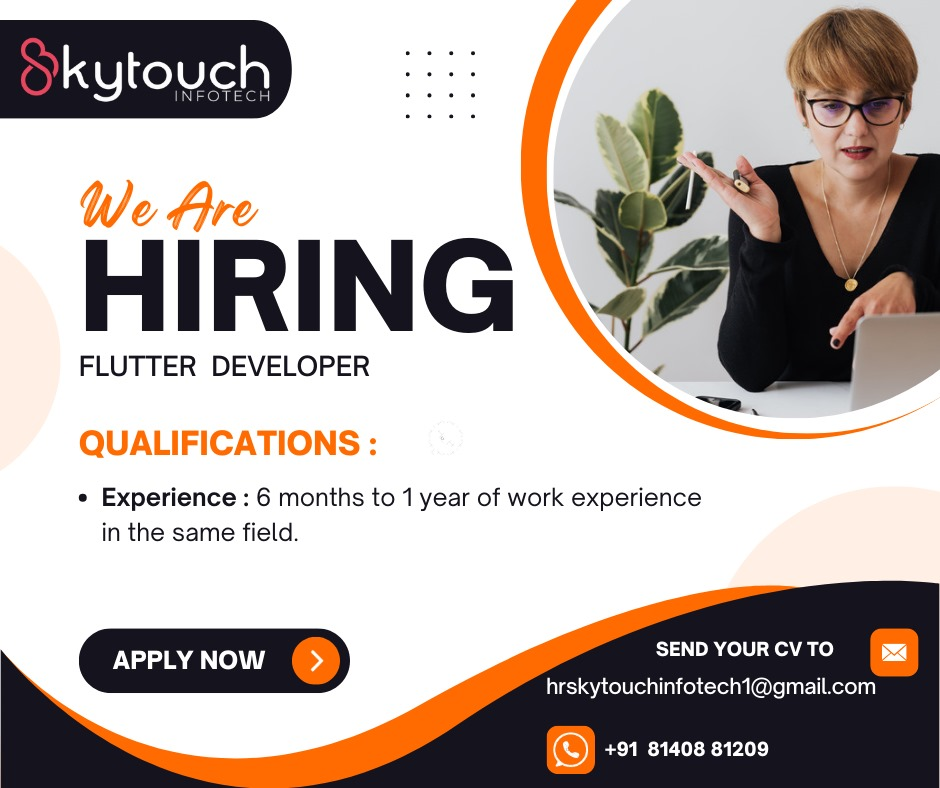 Skytouch
INFOTECH
We Are
HIRING
FLUTTER DEVELOPER
QUALIFICATIONS :
• Experience : 6 months to 1 year of work experience
in the same field.
APPLY NOW
SEND YOUR CV TO
hrskytouchinfotech1@gmail.com
+91 81408 81209